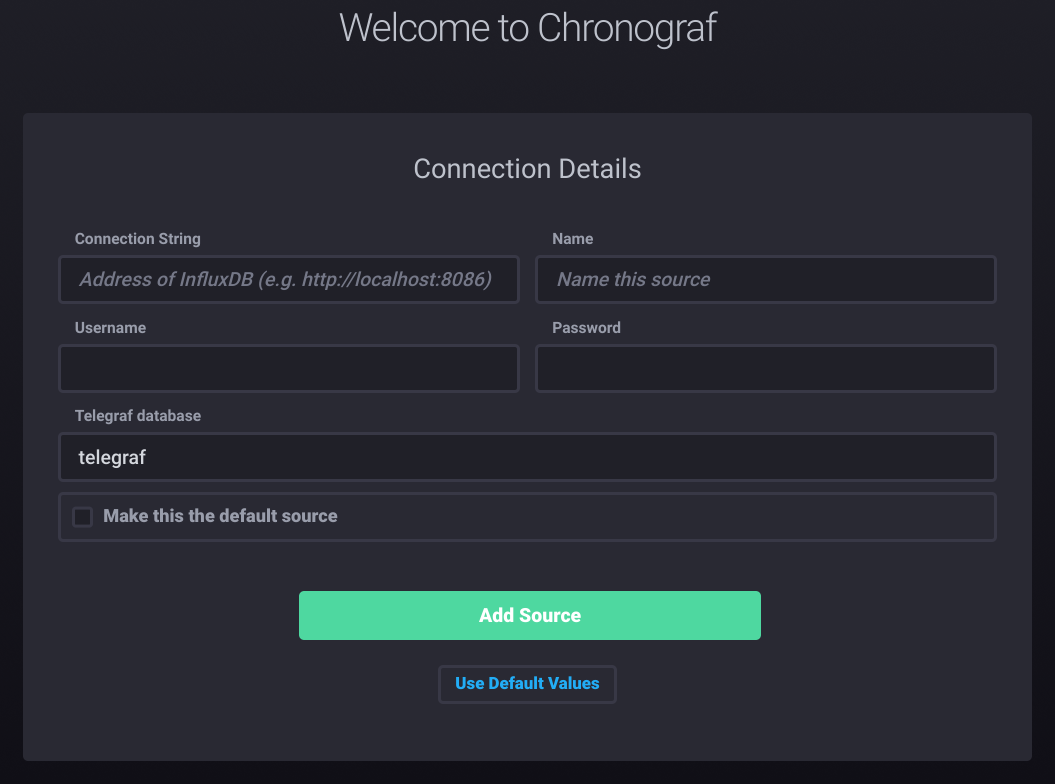 Welcome to Chronograf
Connection Details
Connection String
Name
Address of InfluxDB (e.g. http://localhost:8086)
Name this source
Username
Password
Telegraf database
telegraf
Make this the default source
Add Source
Use Default Values